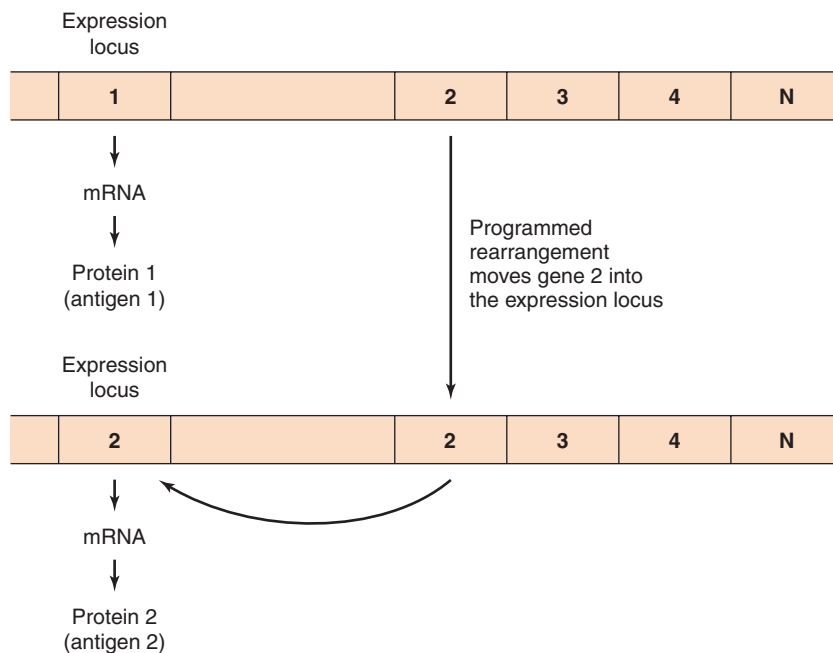 Expression
locus
1 2 3 4 N
mRNA
Protein 1
(antigen 1)
Programmed
rearrangement
moves gene 2 into
the expression locus
Expression
locus
2 2 3 4 N
mRNA
Protein 2
(antigen 2)